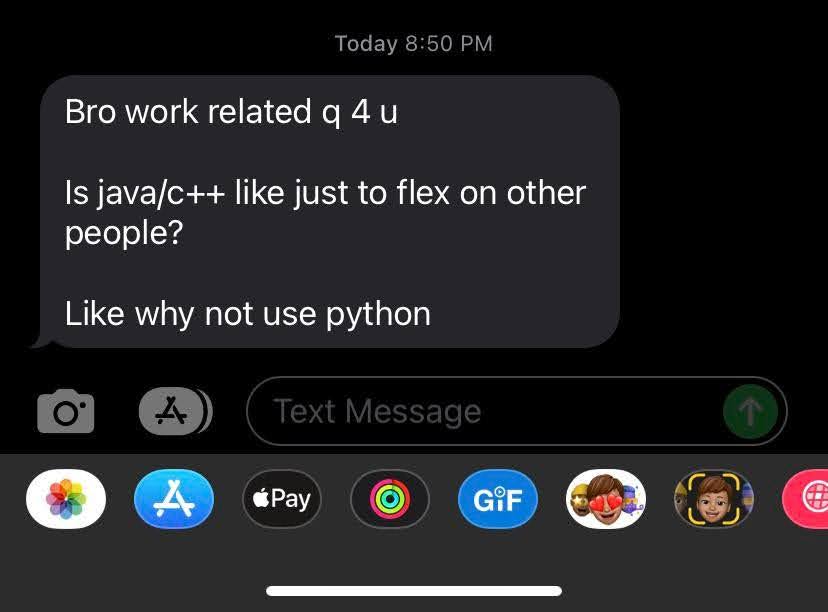 Today 8:50 PM
Bro work related q 4 u
Is java/c++ like just to flex on other
people?
Like why not use python
Text Message
Pay
GIF